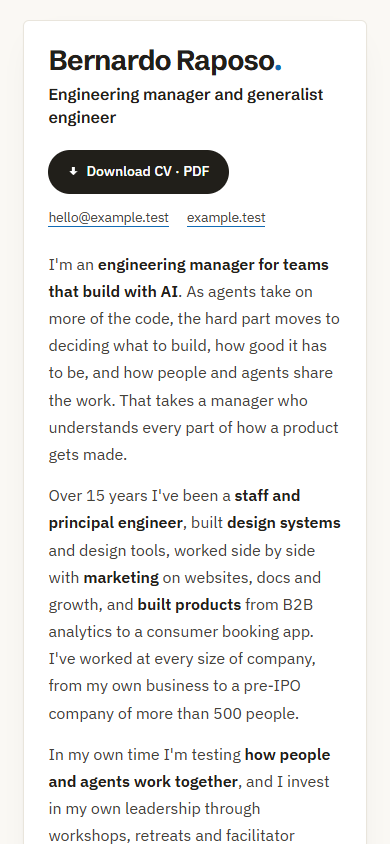 Bernardo Raposo.
Engineering manager and generalist
engineer
Download CV · PDF
hello@example.test example.test
I'm an engineering manager for teams
that build with AI. As agents take on
more of the code, the hard part moves to
deciding what to build, how good it has
to be, and how people and agents share
the work. That takes a manager who
understands every part of how a product
gets made.
Over 15 years I've been a staff and
principal engineer, built design systems
and design tools, worked side by side
with marketing on websites, docs and
growth, and built products from B2B
analytics to a consumer booking app.
I've worked at every size of company,
from my own business to a pre-IPO
company of more than 500 people.
In my own time I'm testing how people
and agents work together, and I invest
in my own leadership through
workshops, retreats and facilitator